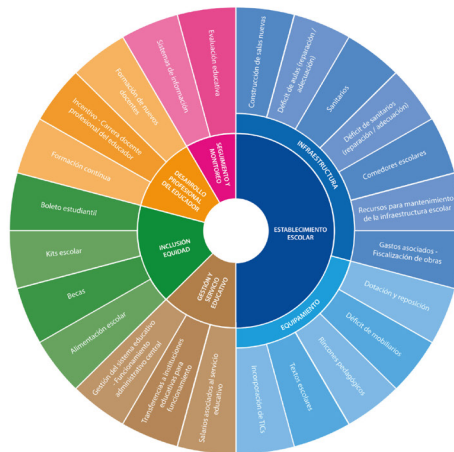 Construcción de salas nuevas
Déficit de aulas (reparación /
adecuación)
Sanitarios
Déficit de sanitarios
(reparación / adecuación)
Comedores escolares
Recursos para mantenimiento
de la infraestructura escolar
Gastos asociados -
Fiscalización de obras
Dotación y reposición
Déficit de mobiliarios
Rincones pedagógicos
Textos escolares
Incorporación de TICs
Salarios asociados al servicio
educativo
Transferencias a instituciones
educativas para
funcionamiento
Gestión del sistema educativo
- Funcionamiento
administrativo central
Alimentación escolar
Becas
Kits escolar
Boleto estudiantil
Formación continua
Incentivo - Carrera docente
profesional del educador
Formación de nuevos
docentes
Sistemas de información
Evaluación educativa
INFRAESTRUCTURA
EQUIPAMIENTO
ESTABLECIMIENTO
ESCOLAR
GESTIÓN Y
SERVICIO
EDUCATIVO
INCLUSIÓN
EQUIDAD
DESARROLLO
PROFESIONAL
DEL EDUCADOR
SEGUIMIENTO Y
MONITOREO